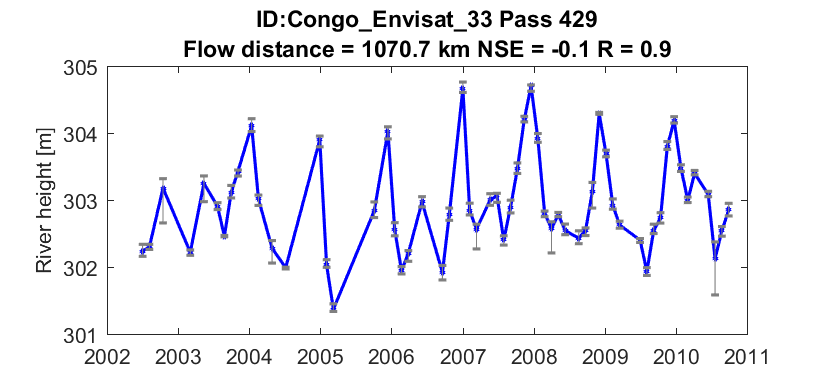 ID:Congo_Envisat_33 Pass 429
Flow distance = 1070.7 km NSE = -0.1 R = 0.9
River height [m]
305
304
303
302
301
2002 2003 2004 2005 2006 2007 2008 2009 2010 2011